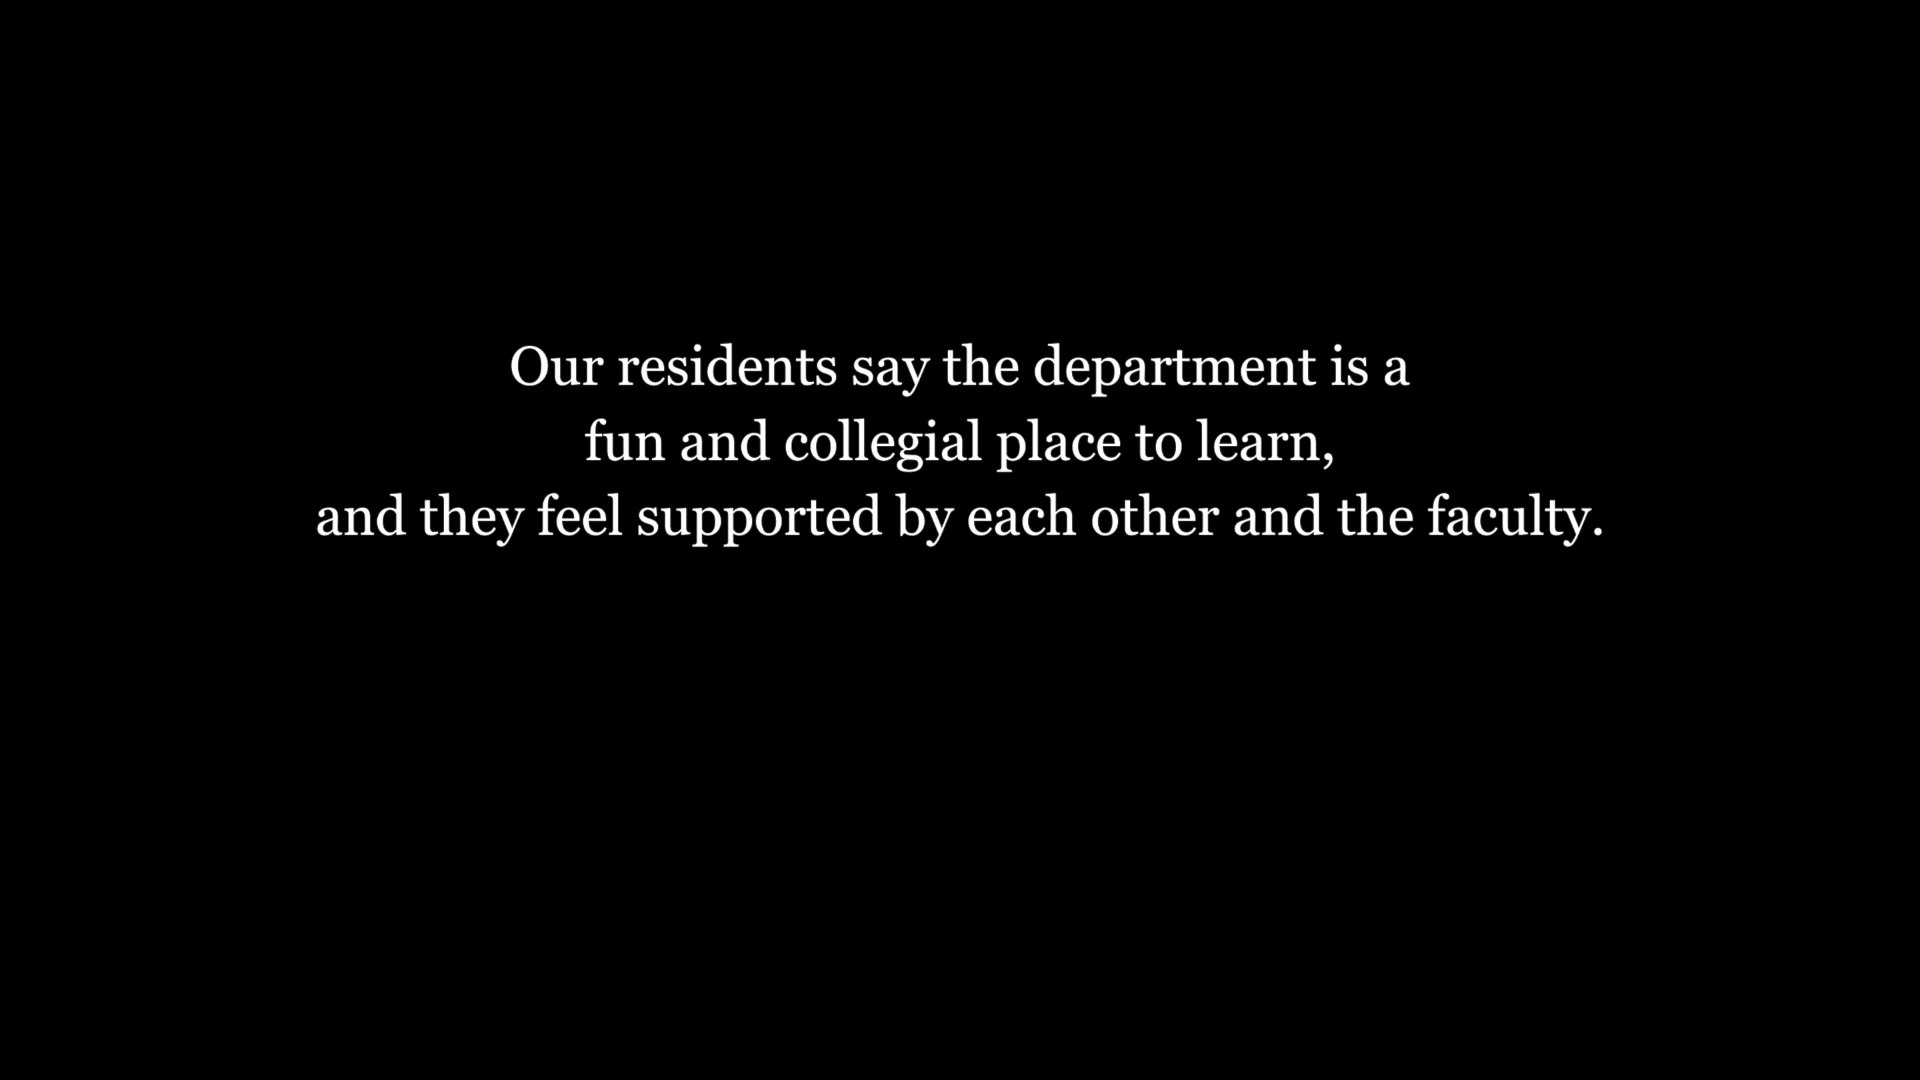 Our residents say the department is a
fun and collegial place to learn,
and they feel supported by each other and the faculty.